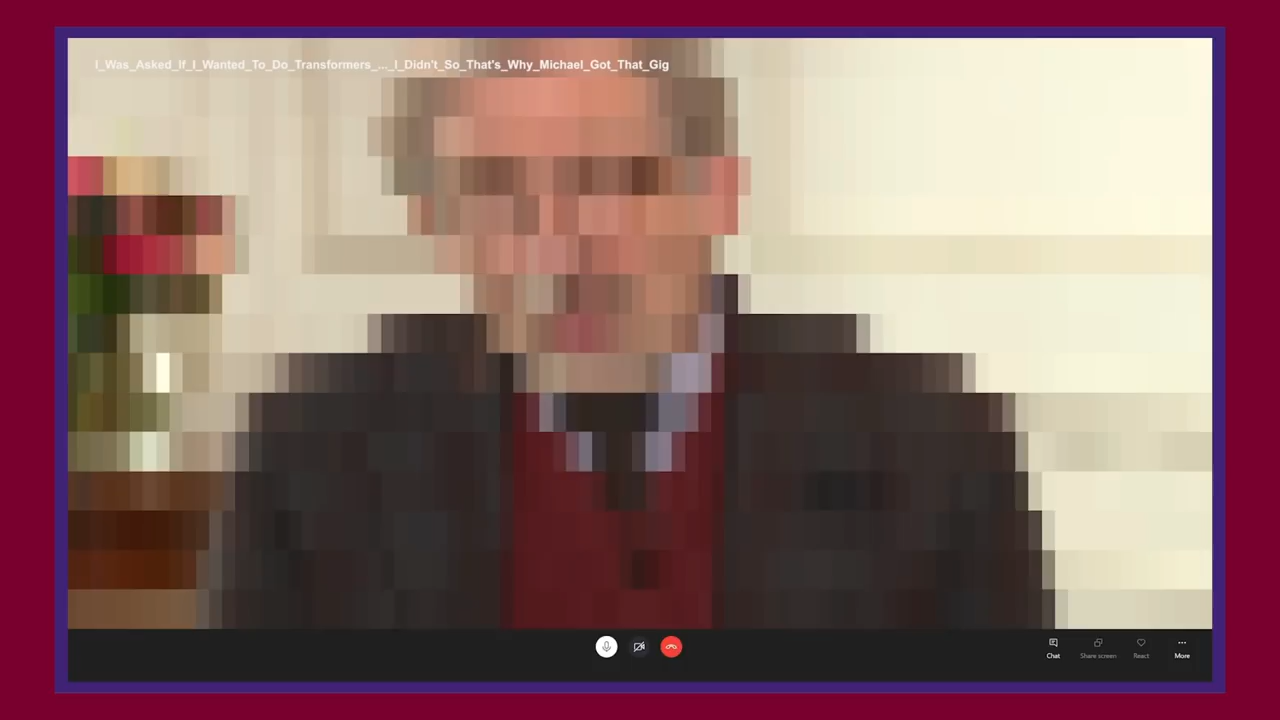 I_Was_Asked_If_I_Wanted_To_Do_Transformers_..._I_Didn't_So_That's_Why_Michael_Got_That_Gig
Chat
Share screen
React
More